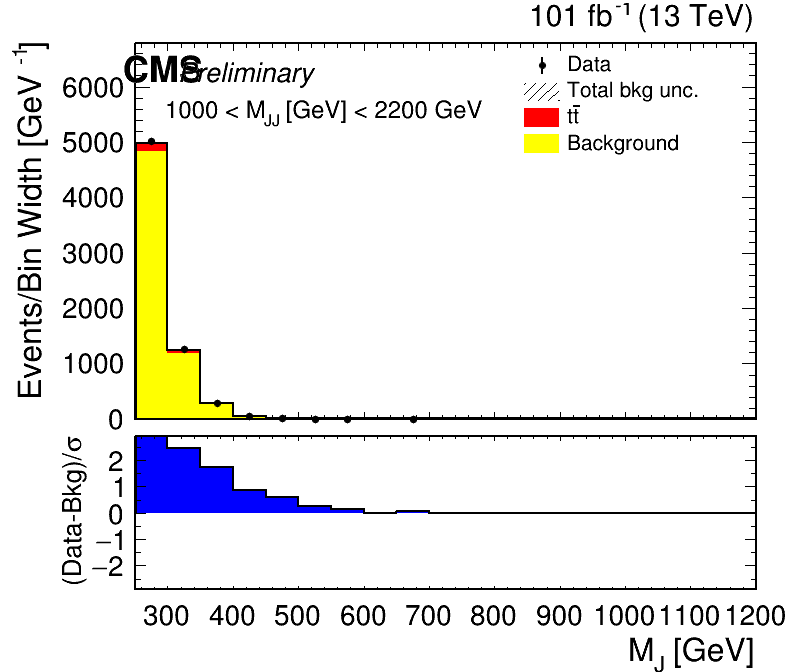 101 fb⁻¹ (13 TeV)
CMS Preliminary
1000 < M_JJ [GeV] < 2200 GeV
Data
Total bkg unc.
tt̄
Background
Events/Bin Width [GeV⁻¹]
6000
5000
4000
3000
2000
1000
0
(Data-Bkg)/σ
2
1
0
−1
−2
300 400 500 600 700 800 900 1000 1100 1200
M_J [GeV]